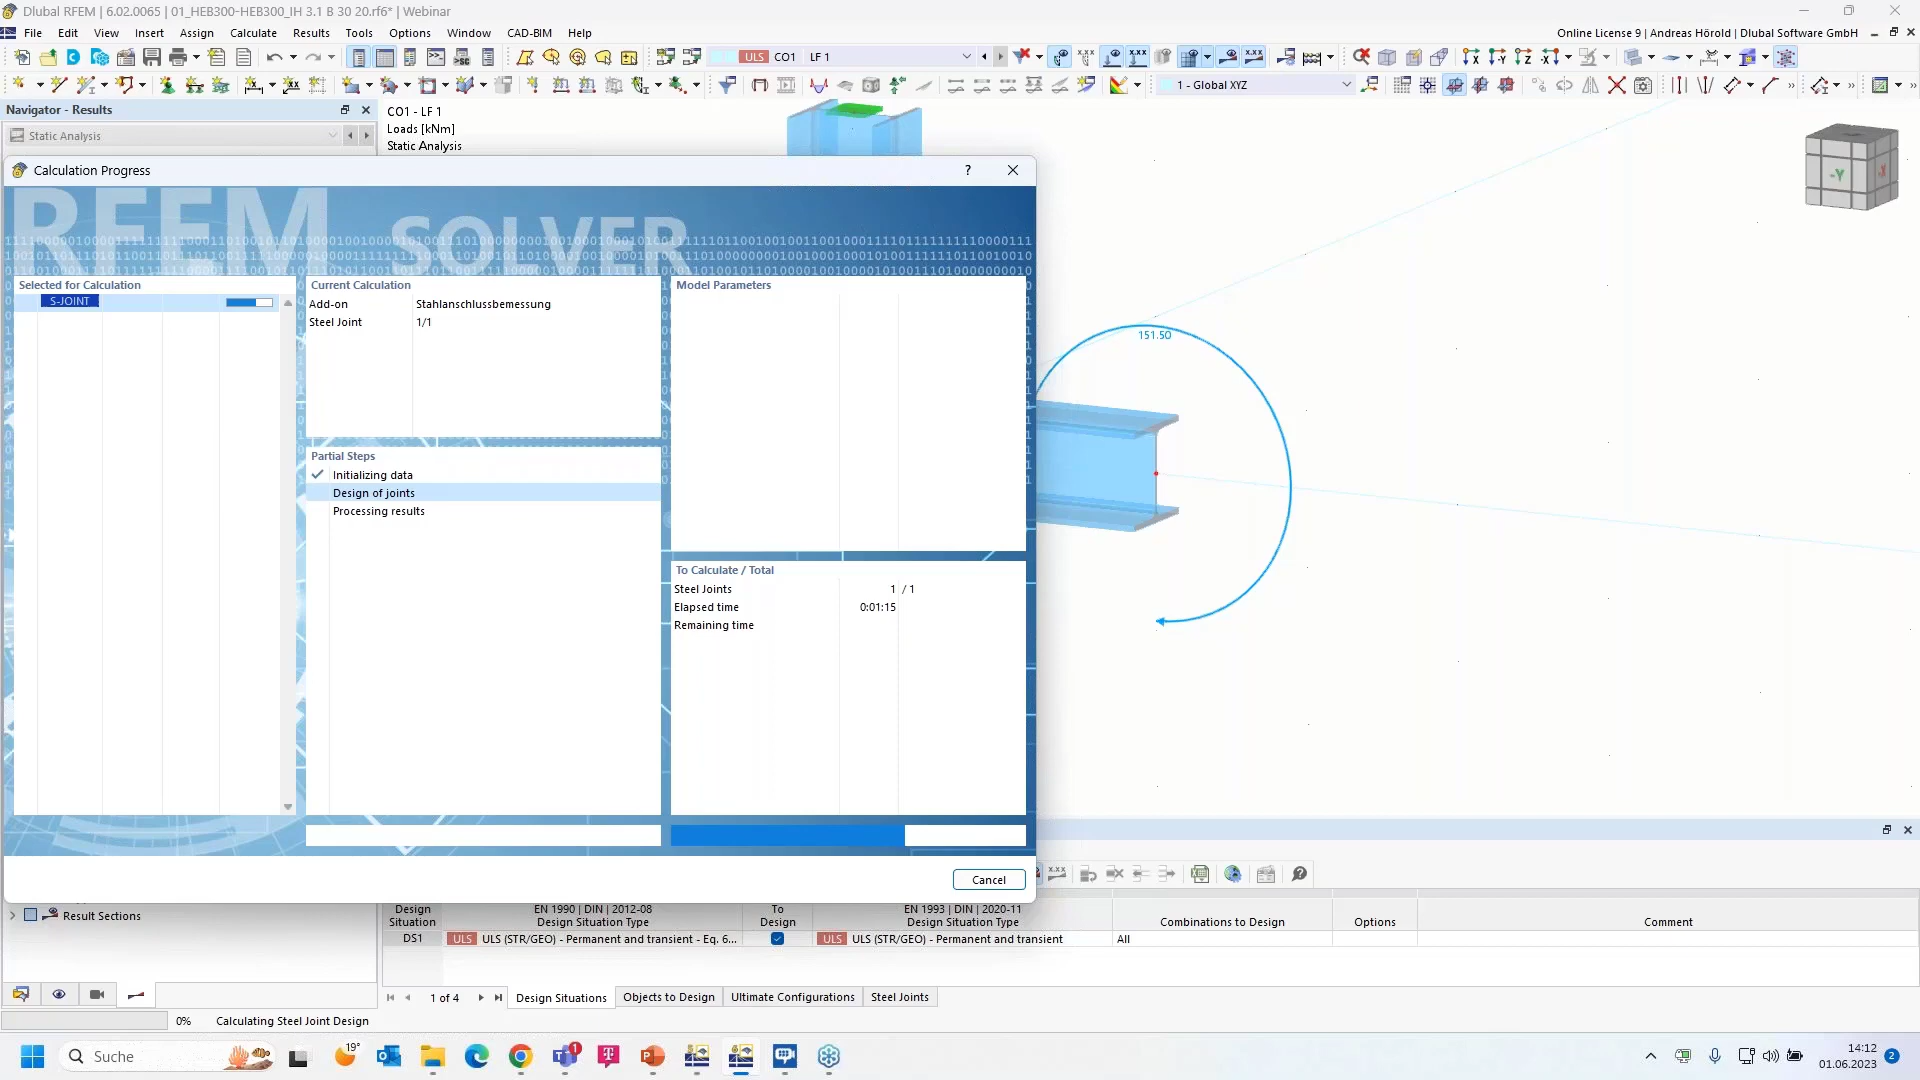 Dlubal RFEM | 6.02.0065 | 01_HEB300-HEB300_IH 3.1 B 30 20.rf6* | Webinar
File Edit View Insert Assign Calculate Results Tools Options Window CAD-BIM Help
Online License 9 | Andreas Hörold | Dlubal Software GmbH
ULS CO1 LF 1
1 - Global XYZ
Navigator - Results
Static Analysis
CO1 - LF 1
Loads [kNm]
Static Analysis
-Y
-X
151.50
Calculation Progress
?
RFEM SOLVER
Selected for Calculation
S-JOINT
Current Calculation
Add-on Stahlanschlussbemessung
Steel Joint 1/1
Partial Steps
Initializing data
Design of joints
Processing results
Model Parameters
To Calculate / Total
Steel Joints 1 / 1
Elapsed time 0:01:15
Remaining time
Cancel
Result Sections
Design Situation
EN 1990 | DIN | 2012-08
Design Situation Type
To Design
EN 1993 | DIN | 2020-11
Design Situation Type
Combinations to Design
Options
Comment
DS1 ULS ULS (STR/GEO) - Permanent and transient - Eq. 6... ULS ULS (STR/GEO) - Permanent and transient All
1 of 4 Design Situations Objects to Design Ultimate Configurations Steel Joints
0% Calculating Steel Joint Design
Suche
19°
1
14:12
01.06.2023
2